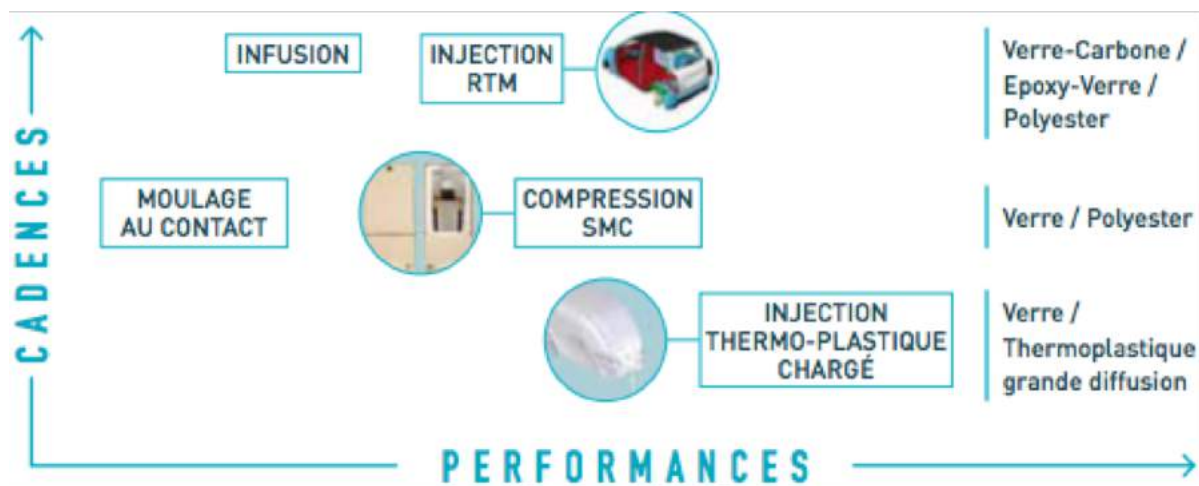 INFUSION
INJECTION
RTM
Verre-Carbone /
Epoxy-Verre /
Polyester
MOULAGE
AU CONTACT
COMPRESSION
SMC
Verre / Polyester
INJECTION
THERMO-PLASTIQUE
CHARGÉ
Verre /
Thermoplastique
grande diffusion
CADENCES
PERFORMANCES